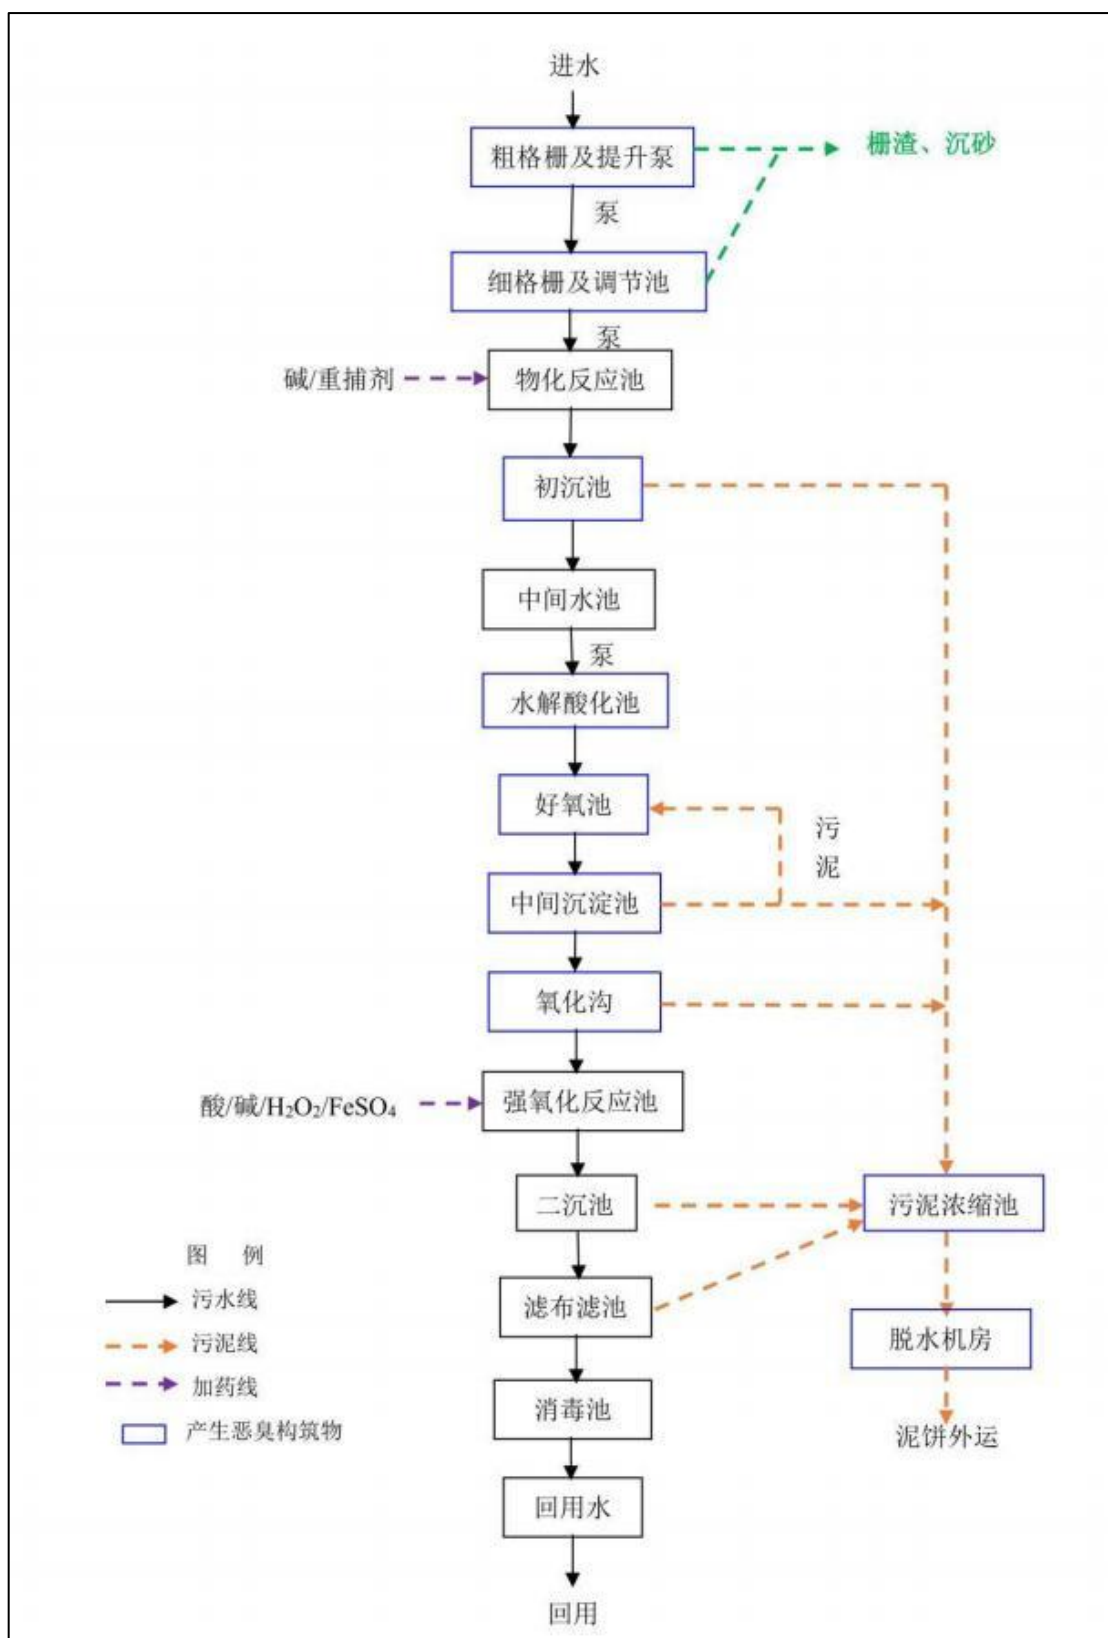 进水
粗格栅及提升泵
栅渣、沉砂
泵
细格栅及调节池
泵
碱/重捕剂
物化反应池
初沉池
中间水池
泵
水解酸化池
好氧池
污
泥
中间沉淀池
氧化沟
酸/碱/H₂O₂/FeSO₄
强氧化反应池
二沉池
污泥浓缩池
图 例
污水线
滤布滤池
污泥线
脱水机房
加药线
消毒池
产生恶臭构筑物
泥饼外运
回用水
回用